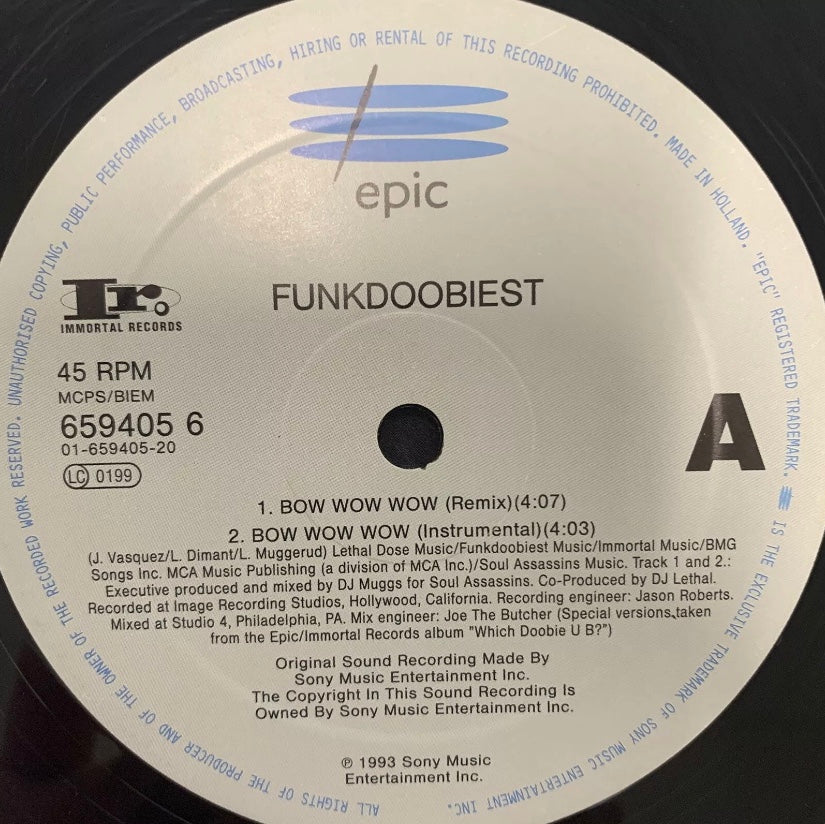 epic
Ir.
IMMORTAL RECORDS
FUNKDOOBIEST
45 RPM
MCPS/BIEM
659405 6
01-659405-20
LC 0199
A
1. BOW WOW WOW (Remix)(4:07)
2. BOW WOW WOW (Instrumental)(4:03)
(J. Vasquez/L. Dimant/L. Muggerud) Lethal Dose Music/Funkdoobiest Music/Immortal Music/BMG
Songs Inc. MCA Music Publishing (a division of MCA Inc.)/Soul Assassins Music. Track 1 and 2.:
Executive produced and mixed by DJ Muggs for Soul Assassins. Co-Produced by DJ Lethal.
Recorded at Image Recording Studios, Hollywood, California. Recording engineer: Jason Roberts.
Mixed at Studio 4, Philadelphia, PA. Mix engineer: Joe The Butcher (Special versions taken
from the Epic/Immortal Records album "Which Doobie U B?")
Original Sound Recording Made By
Sony Music Entertainment Inc.
The Copyright In This Sound Recording Is
Owned By Sony Music Entertainment Inc.
℗ 1993 Sony Music
Entertainment Inc.
ALL RIGHTS OF THE PRODUCER AND OF THE OWNER OF THE RECORDED WORK RESERVED. UNAUTHORISED COPYING, PUBLIC PERFORMANCE, BROADCASTING, HIRING OR RENTAL OF THIS RECORDING PROHIBITED. MADE IN HOLLAND. "EPIC" REGISTERED TRADEMARK. IS THE EXCLUSIVE TRADEMARK OF SONY MUSIC ENTERTAINMENT INC.